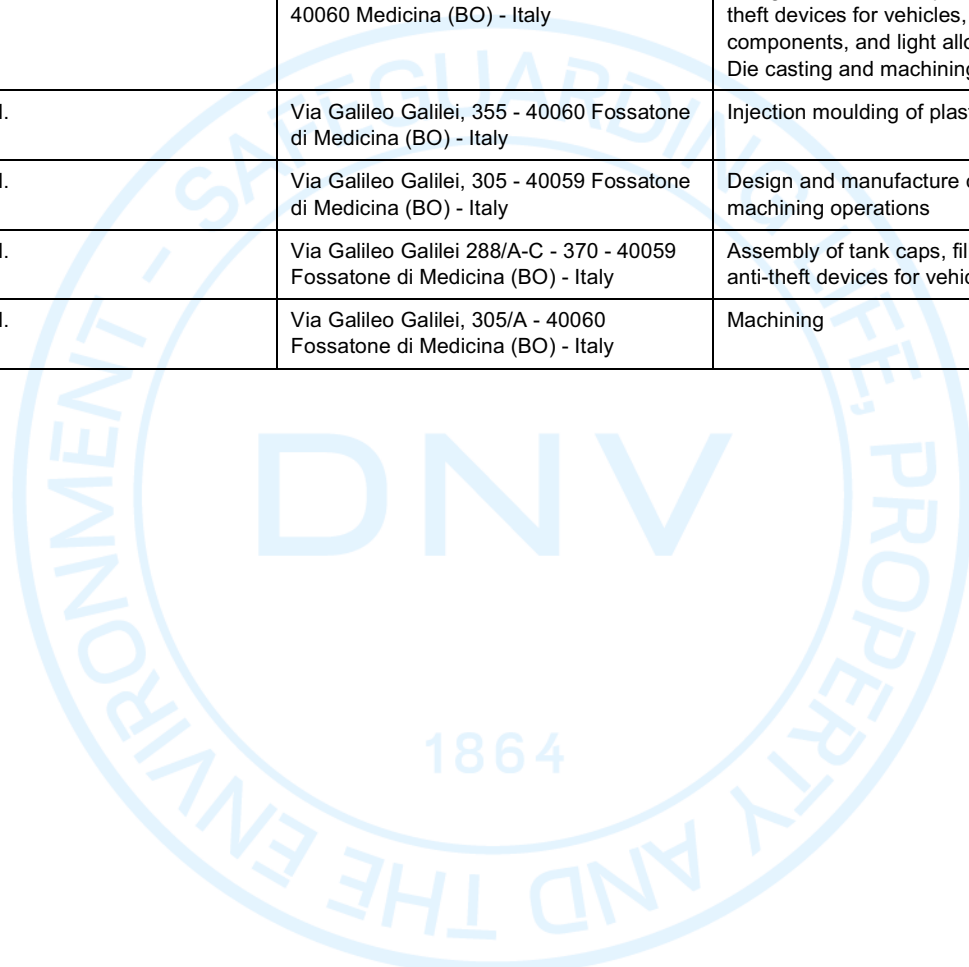 40060 Medicina (BO) - Italy
theft devices for vehicles,
components, and light
Die casting and machining
l.
Via Galileo Galilei, 355 - 40060 Fossatone
di Medicina (BO) - Italy
Injection moulding of
l.
Via Galileo Galilei, 305 - 40059 Fossatone
di Medicina (BO) - Italy
Design and manufacture
machining operations
l.
Via Galileo Galilei 288/A-C - 370 - 40059
Fossatone di Medicina (BO) - Italy
Assembly of tank caps,
anti-theft devices for
l.
Via Galileo Galilei, 305/A - 40060
Fossatone di Medicina (BO) - Italy
Machining
SAFEGUARDING LIFE, PROPERTY AND THE ENVIRONMENT -
DNV
1864